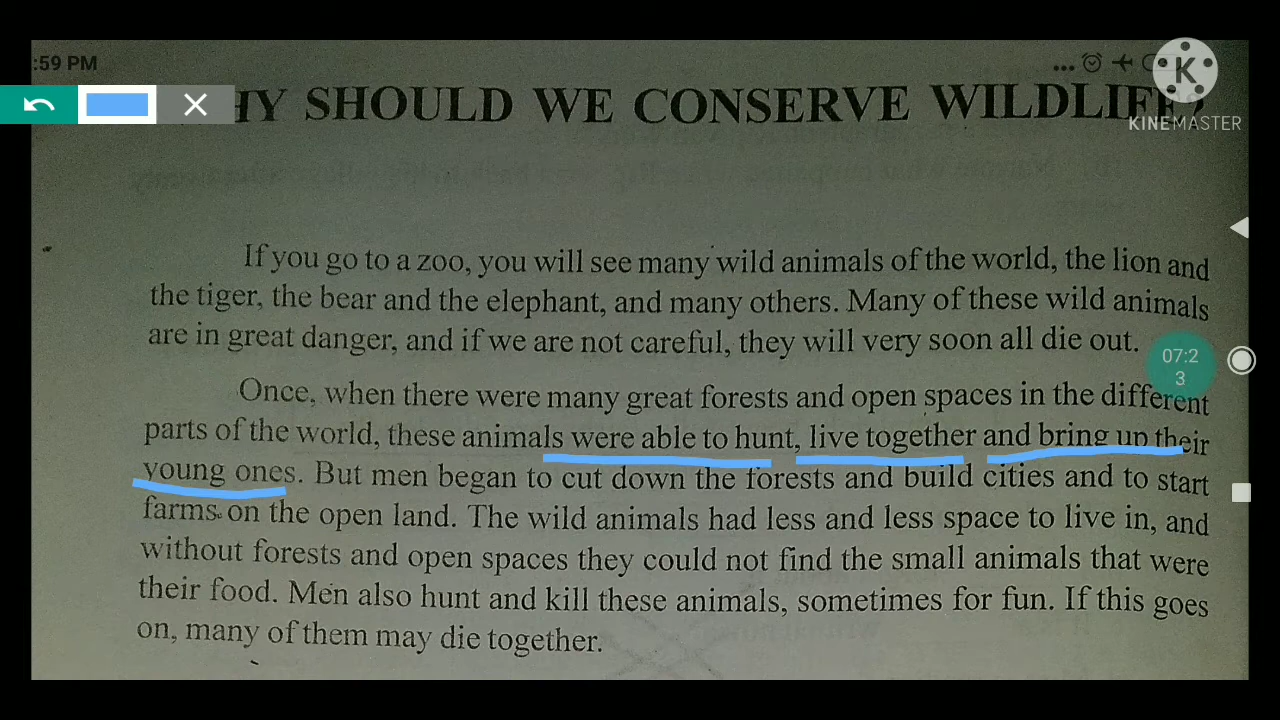 :59 PM
HY SHOULD WE CONSERVE WILDLIFE?
KINEMASTER
If you go to a zoo, you will see many wild animals of the world, the lion and
the tiger, the bear and the elephant, and many others. Many of these wild animals
are in great danger, and if we are not careful, they will very soon all die out.
07:2
3
Once, when there were many great forests and open spaces in the different
parts of the world, these animals were able to hunt, live together and bring up their
young ones. But men began to cut down the forests and build cities and to start
farms on the open land. The wild animals had less and less space to live in, and
without forests and open spaces they could not find the small animals that were
their food. Men also hunt and kill these animals, sometimes for fun. If this goes
on, many of them may die together.